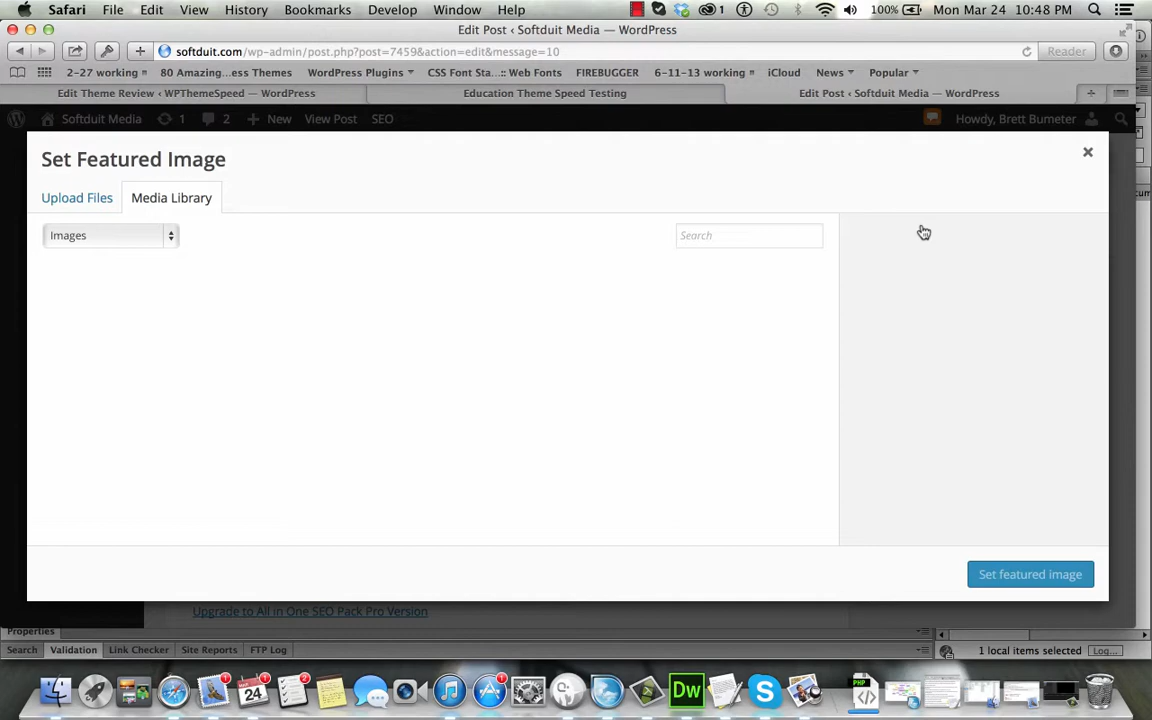 Safari File Edit View History Bookmarks Develop Window Help 1 100% Mon Mar 24 10:48 PM
Edit Post ‹ Softduit Media — WordPress
softduit.com/wp-admin/post.php?post=7459&action=edit&message=10 Reader
2-27 working 80 Amazing...ess Themes WordPress Plugins CSS Font Sta...:: Web Fonts FIREBUGGER 6-11-13 working iCloud News Popular
Edit Theme Review ‹ WPThemeSpeed — WordPress Education Theme Speed Testing Edit Post ‹ Softduit Media — WordPress
Softduit Media 1 2 + New View Post SEO Howdy, Brett Bumeter
Set Featured Image
Upload Files Media Library
Images Search
Set featured image
Upgrade to All in One SEO Pack Pro Version
Properties
Search Validation Link Checker Site Reports FTP Log 1 local items selected Log...